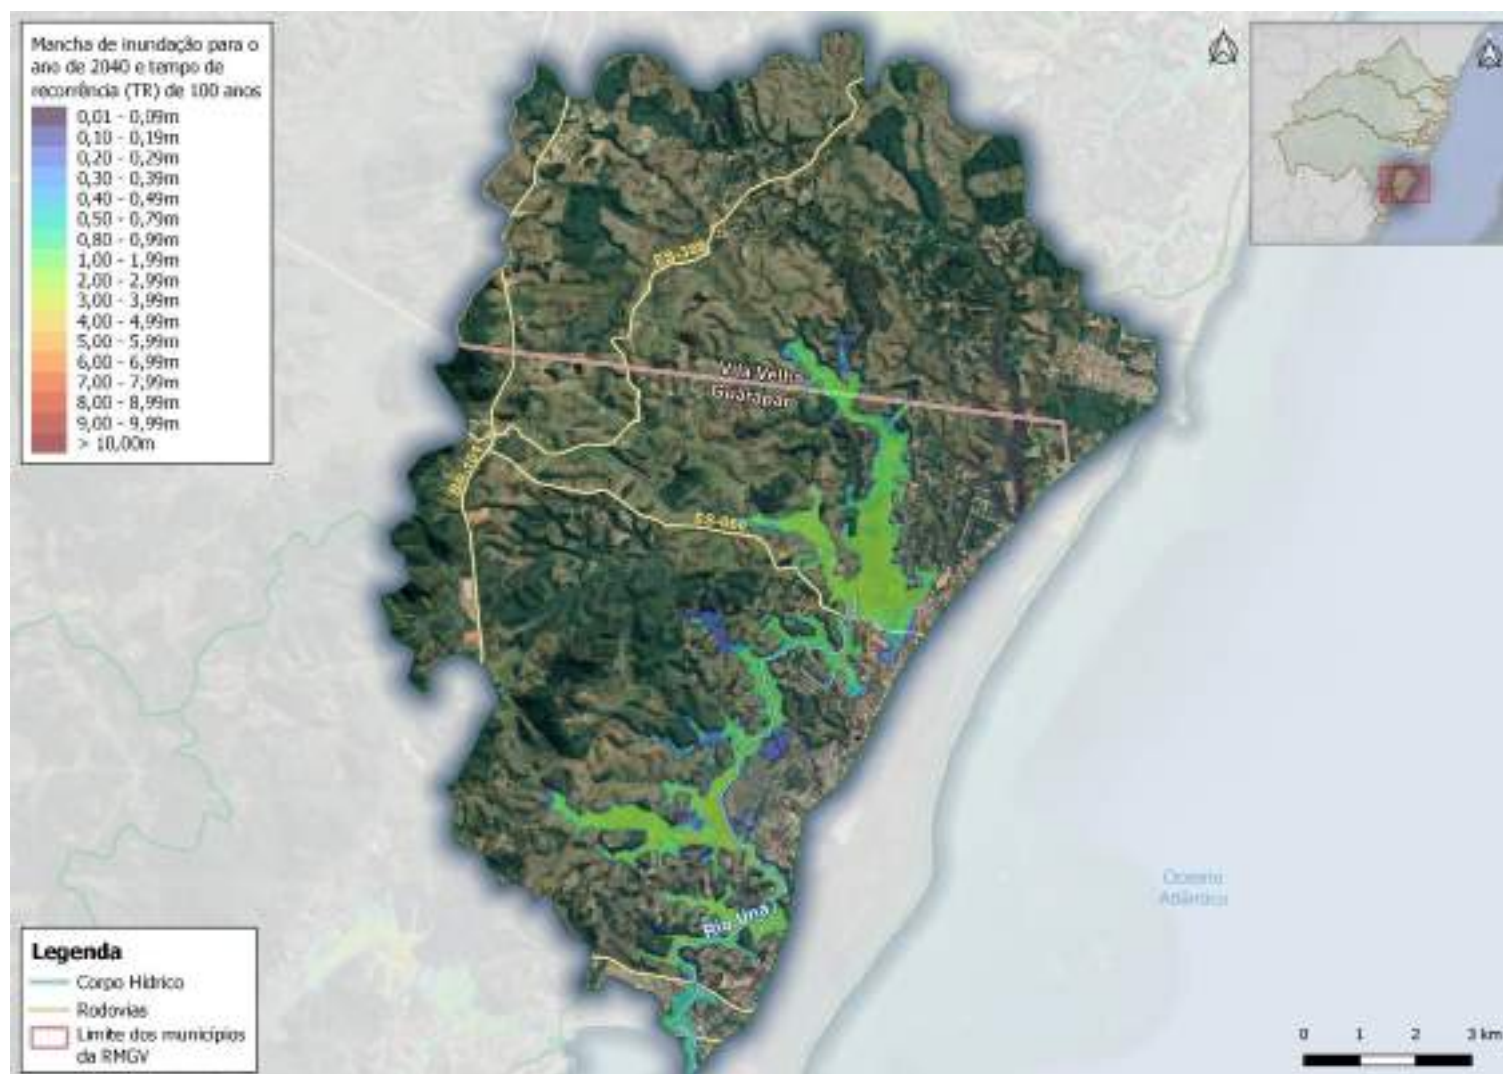 Mancha de inundação para o
ano de 2040 e tempo de
recorrência (TR) de 100 anos
0,01 - 0,09m
0,10 - 0,19m
0,20 - 0,29m
0,30 - 0,39m
0,40 - 0,49m
0,50 - 0,79m
0,80 - 0,99m
1,00 - 1,99m
2,00 - 2,99m
3,00 - 3,99m
4,00 - 4,99m
5,00 - 5,99m
6,00 - 6,99m
7,00 - 7,99m
8,00 - 8,99m
9,00 - 9,99m
> 10,00m
Vila Velha
Guarapari
Rio Una
Oceano
Atlântico
Legenda
Corpo Hídrico
Rodovias
Limite dos municípios
da RMGV
0 1 2 3 km